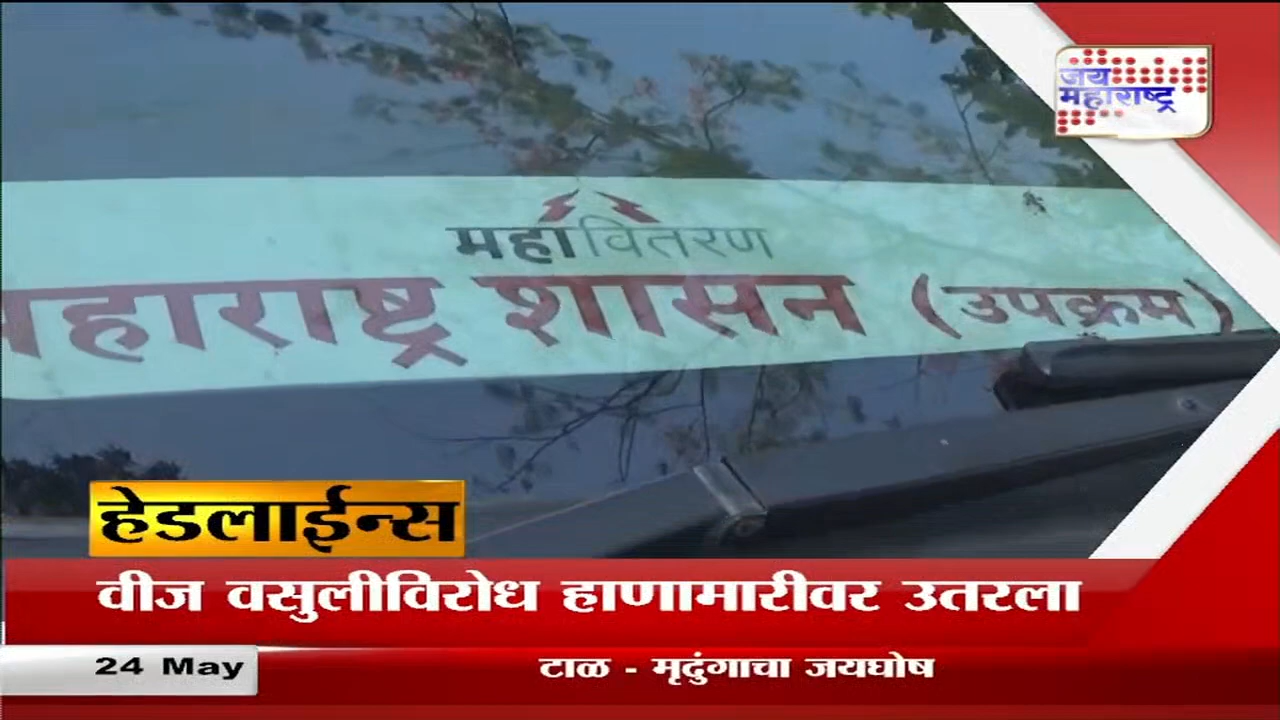 जय
महाराष्ट्र
महावितरण
महाराष्ट्र शासन (उपक्रम)
हेडलाईन्स
वीज वसुलीविरोध हाणामारीवर उतरला
24 May
टाळ - मृदुंगाचा जयघोष